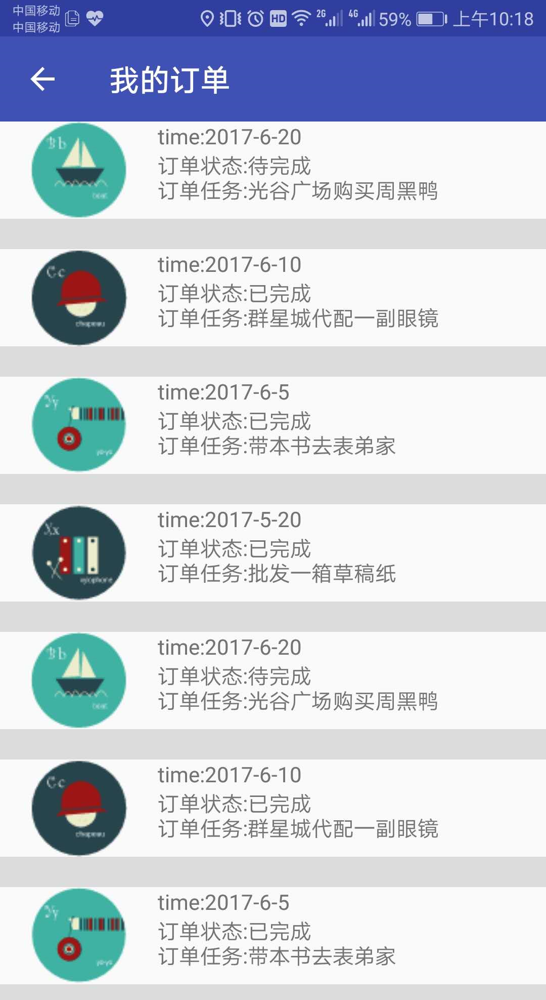 中国移动
中国移动
HD 2G 4G 59% 上午10:18
我的订单
Bb
time:2017-6-20
订单状态:待完成
订单任务:光谷广场购买周黑鸭
Cc
time:2017-6-10
订单状态:已完成
订单任务:群星城代配一副眼镜
chapeau
Yy
time:2017-6-5
订单状态:已完成
订单任务:带本书去表弟家
Xx
time:2017-5-20
订单状态:已完成
订单任务:批发一箱草稿纸
xylophone
Bb
time:2017-6-20
订单状态:待完成
订单任务:光谷广场购买周黑鸭
Cc
time:2017-6-10
订单状态:已完成
订单任务:群星城代配一副眼镜
chapeau
Yy
time:2017-6-5
订单状态:已完成
订单任务:带本书去表弟家